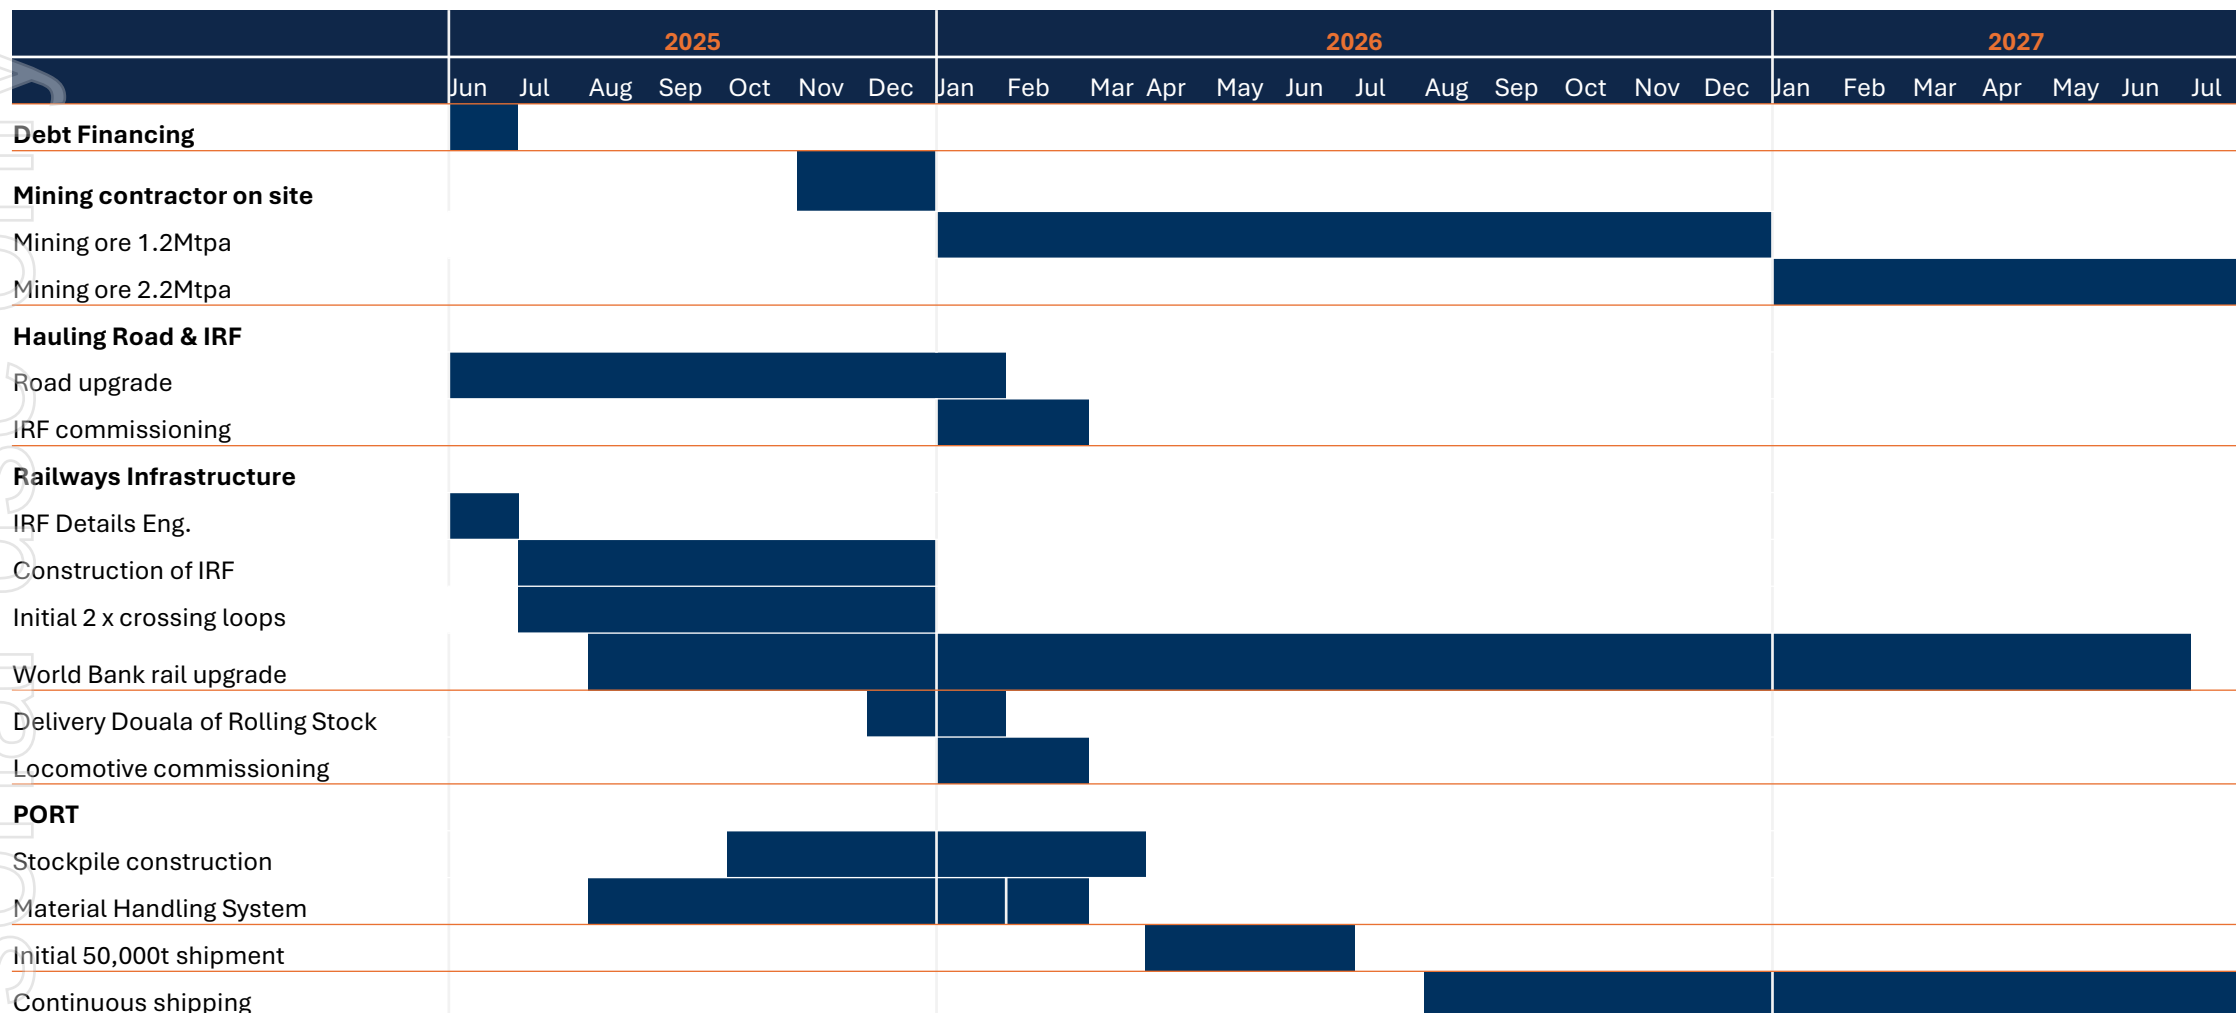 2025 2026 2027
Jun Jul Aug Sep Oct Nov Dec Jan Feb Mar Apr May Jun Jul Aug Sep Oct Nov Dec Jan Feb Mar Apr May Jun Jul
Debt Financing
Mining contractor on site
Mining ore 1.2Mtpa
Mining ore 2.2Mtpa
Hauling Road & IRF
Road upgrade
IRF commissioning
Railways Infrastructure
IRF Details Eng.
Construction of IRF
Initial 2 x crossing loops
World Bank rail upgrade
Delivery Douala of Rolling Stock
Locomotive commissioning
PORT
Stockpile construction
Material Handling System
Initial 50,000t shipment
Continuous shipping